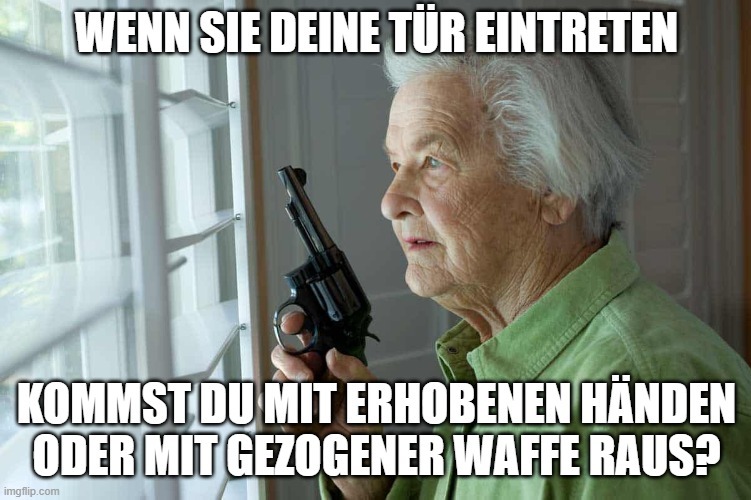 WENN SIE DEINE TÜR EINTRETEN
KOMMST DU MIT ERHOBENEN HÄNDEN
ODER MIT GEZOGENER WAFFE RAUS?
imgflip.com